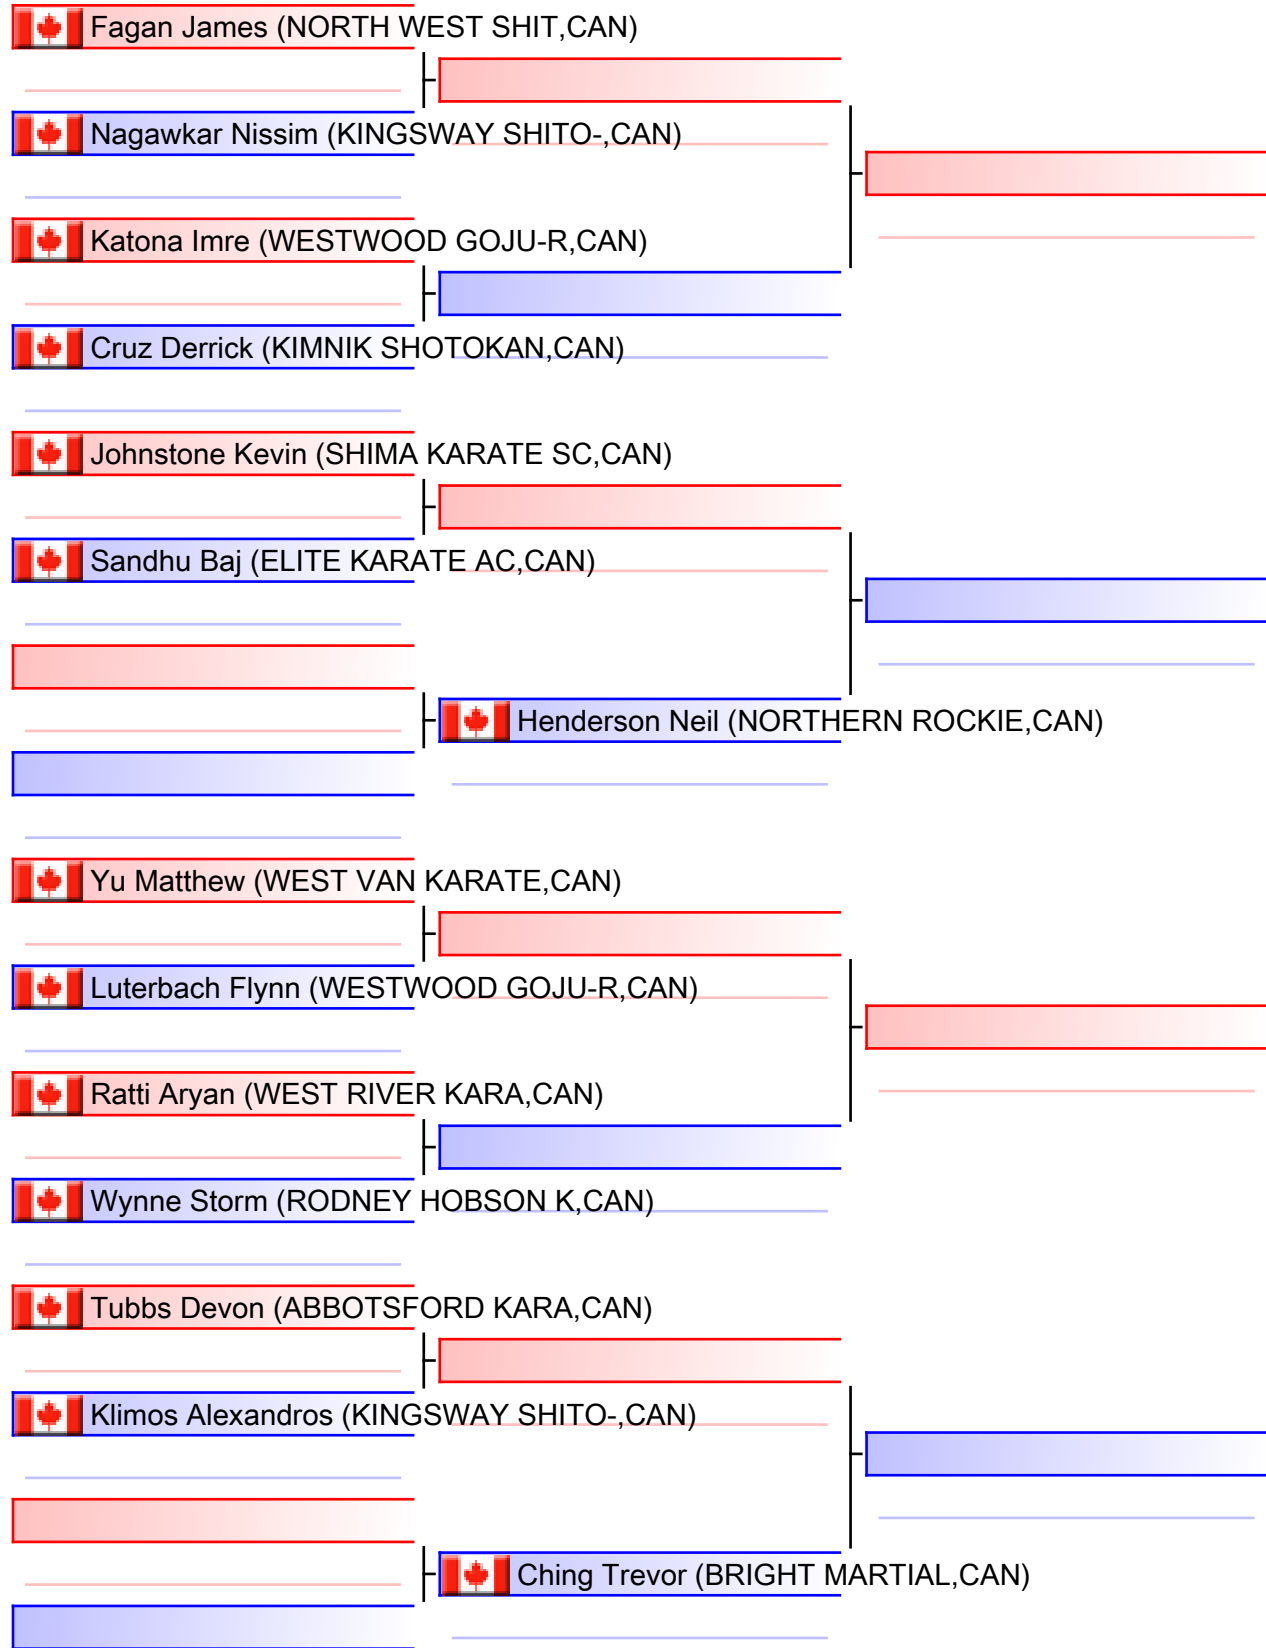 Fagan James (NORTH WEST SHIT,CAN)
Nagawkar Nissim (KINGSWAY SHITO-,CAN)
Katona Imre (WESTWOOD GOJU-R,CAN)
Cruz Derrick (KIMNIK SHOTOKAN,CAN)
Johnstone Kevin (SHIMA KARATE SC,CAN)
Sandhu Baj (ELITE KARATE AC,CAN)
Henderson Neil (NORTHERN ROCKIE,CAN)
Yu Matthew (WEST VAN KARATE,CAN)
Luterbach Flynn (WESTWOOD GOJU-R,CAN)
Ratti Aryan (WEST RIVER KARA,CAN)
Wynne Storm (RODNEY HOBSON K,CAN)
Tubbs Devon (ABBOTSFORD KARA,CAN)
Klimos Alexandros (KINGSWAY SHITO-,CAN)
Ching Trevor (BRIGHT MARTIAL,CAN)